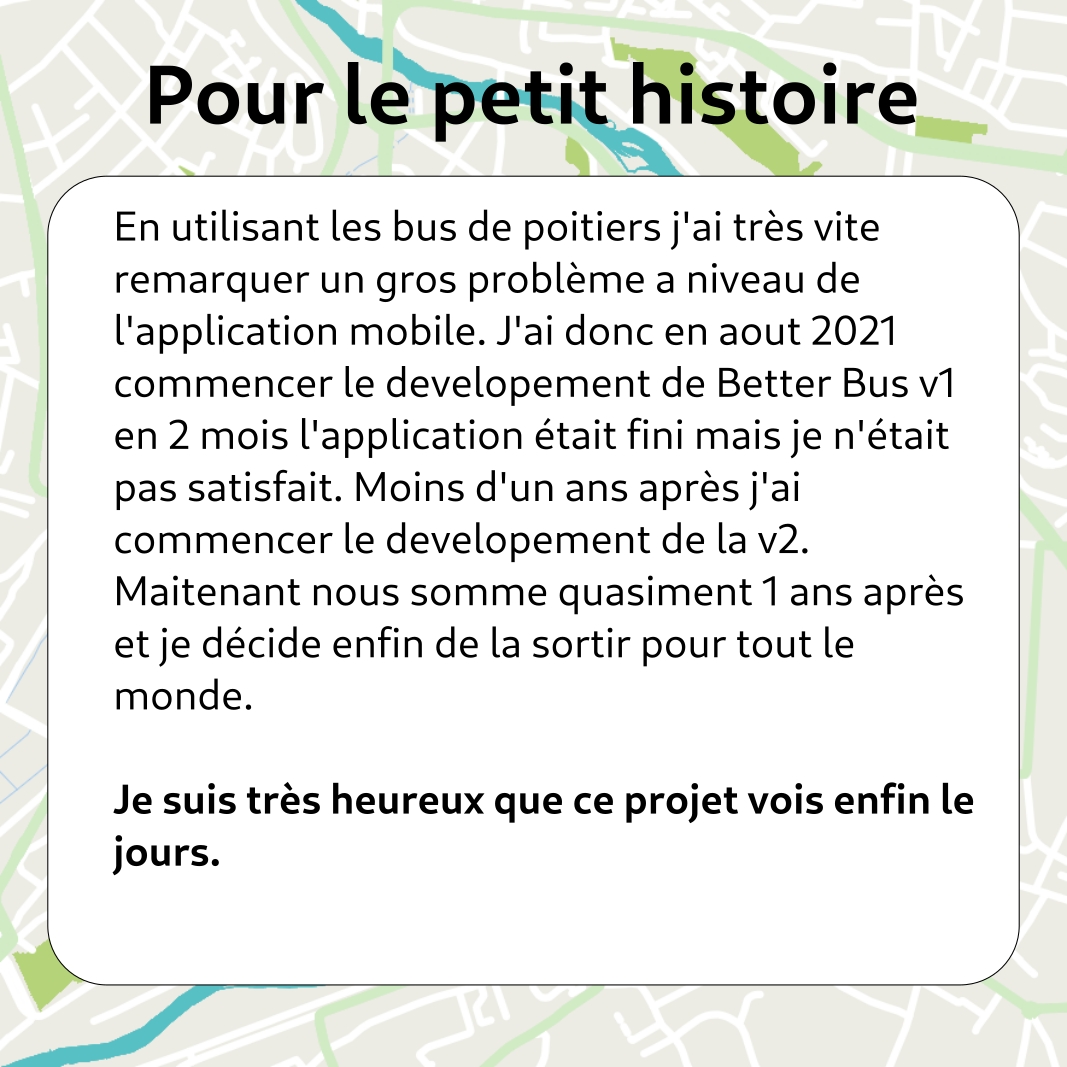 Pour le petit histoire
En utilisant les bus de poitiers j'ai très vite
remarquer un gros problème a niveau de
l'application mobile. J'ai donc en aout 2021
commencer le developement de Better Bus v1
en 2 mois l'application était fini mais je n'était
pas satisfait. Moins d'un ans après j'ai
commencer le developement de la v2.
Maitenant nous somme quasiment 1 ans après
et je décide enfin de la sortir pour tout le
monde.
Je suis très heureux que ce projet vois enfin le
jours.